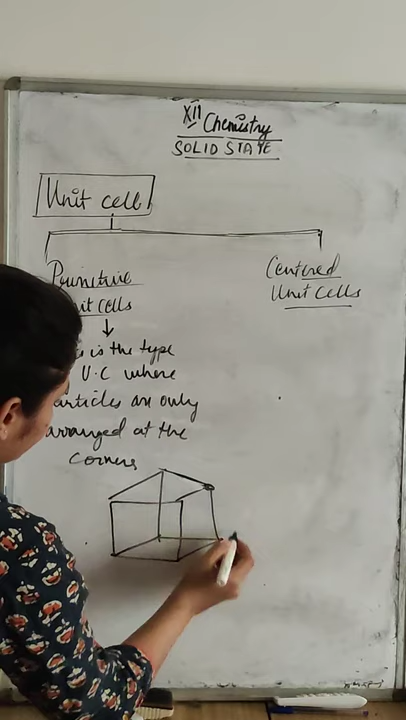 XII Chemistry
SOLID STATE
Unit cell
Primitive
Unit cells
Centered
Unit Cells
is the type
U.C where
articles are only
arranged at the
corners